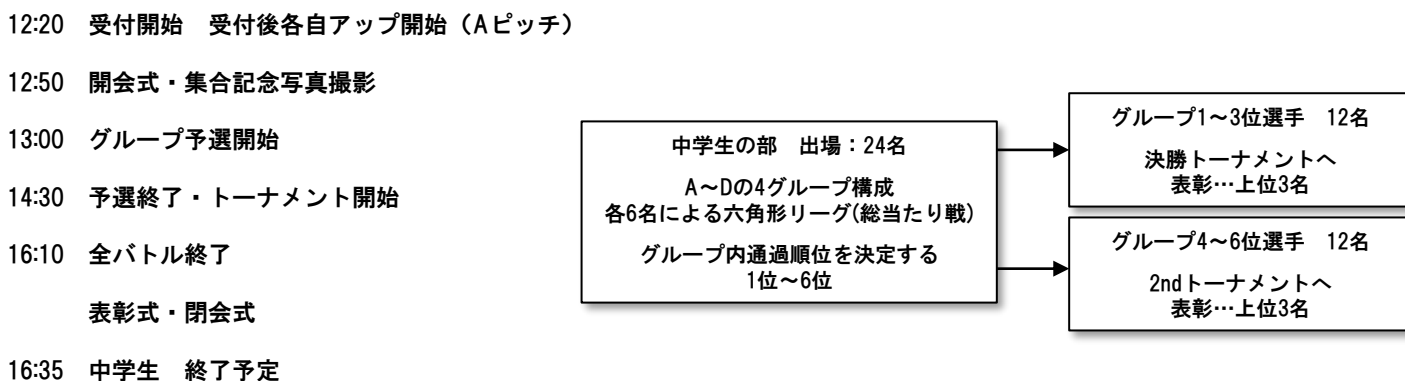 12:20　受付開始　受付後各自アップ開始（Aピッチ）
12:50　開会式・集合記念写真撮影
13:00　グループ予選開始
14:30　予選終了・トーナメント開始
16:10　全バトル終了
表彰式・閉会式
16:35　中学生　終了予定
中学生の部　出場：24名
A～Dの4グループ構成
各6名による六角形リーグ(総当たり戦)
グループ内通過順位を決定する
1位～6位
グループ1～3位選手　12名
決勝トーナメントへ
表彰…上位3名
グループ4～6位選手　12名
2ndトーナメントへ
表彰…上位3名